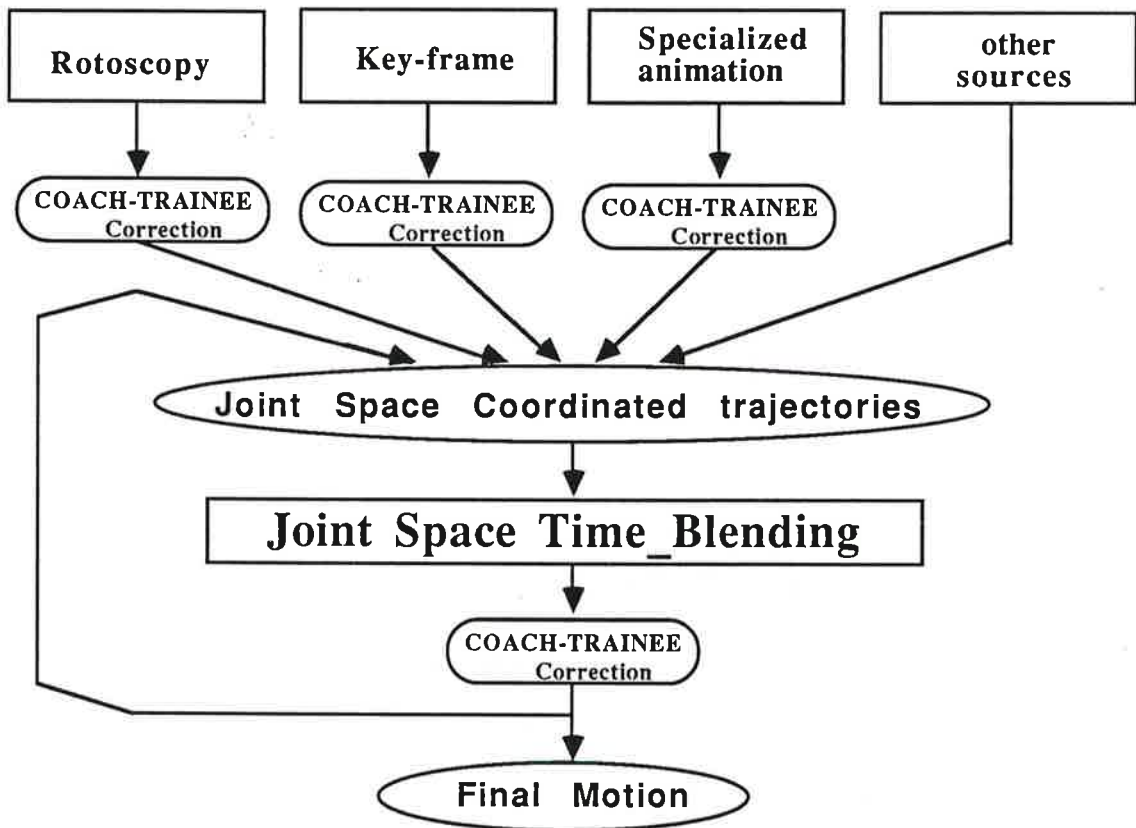 Rotoscopy
Key-frame
Specialized
animation
other
sources
COACH-TRAINEE
Correction
COACH-TRAINEE
Correction
COACH-TRAINEE
Correction
Joint Space Coordinated trajectories
Joint Space Time_Blending
COACH-TRAINEE
Correction
Final Motion